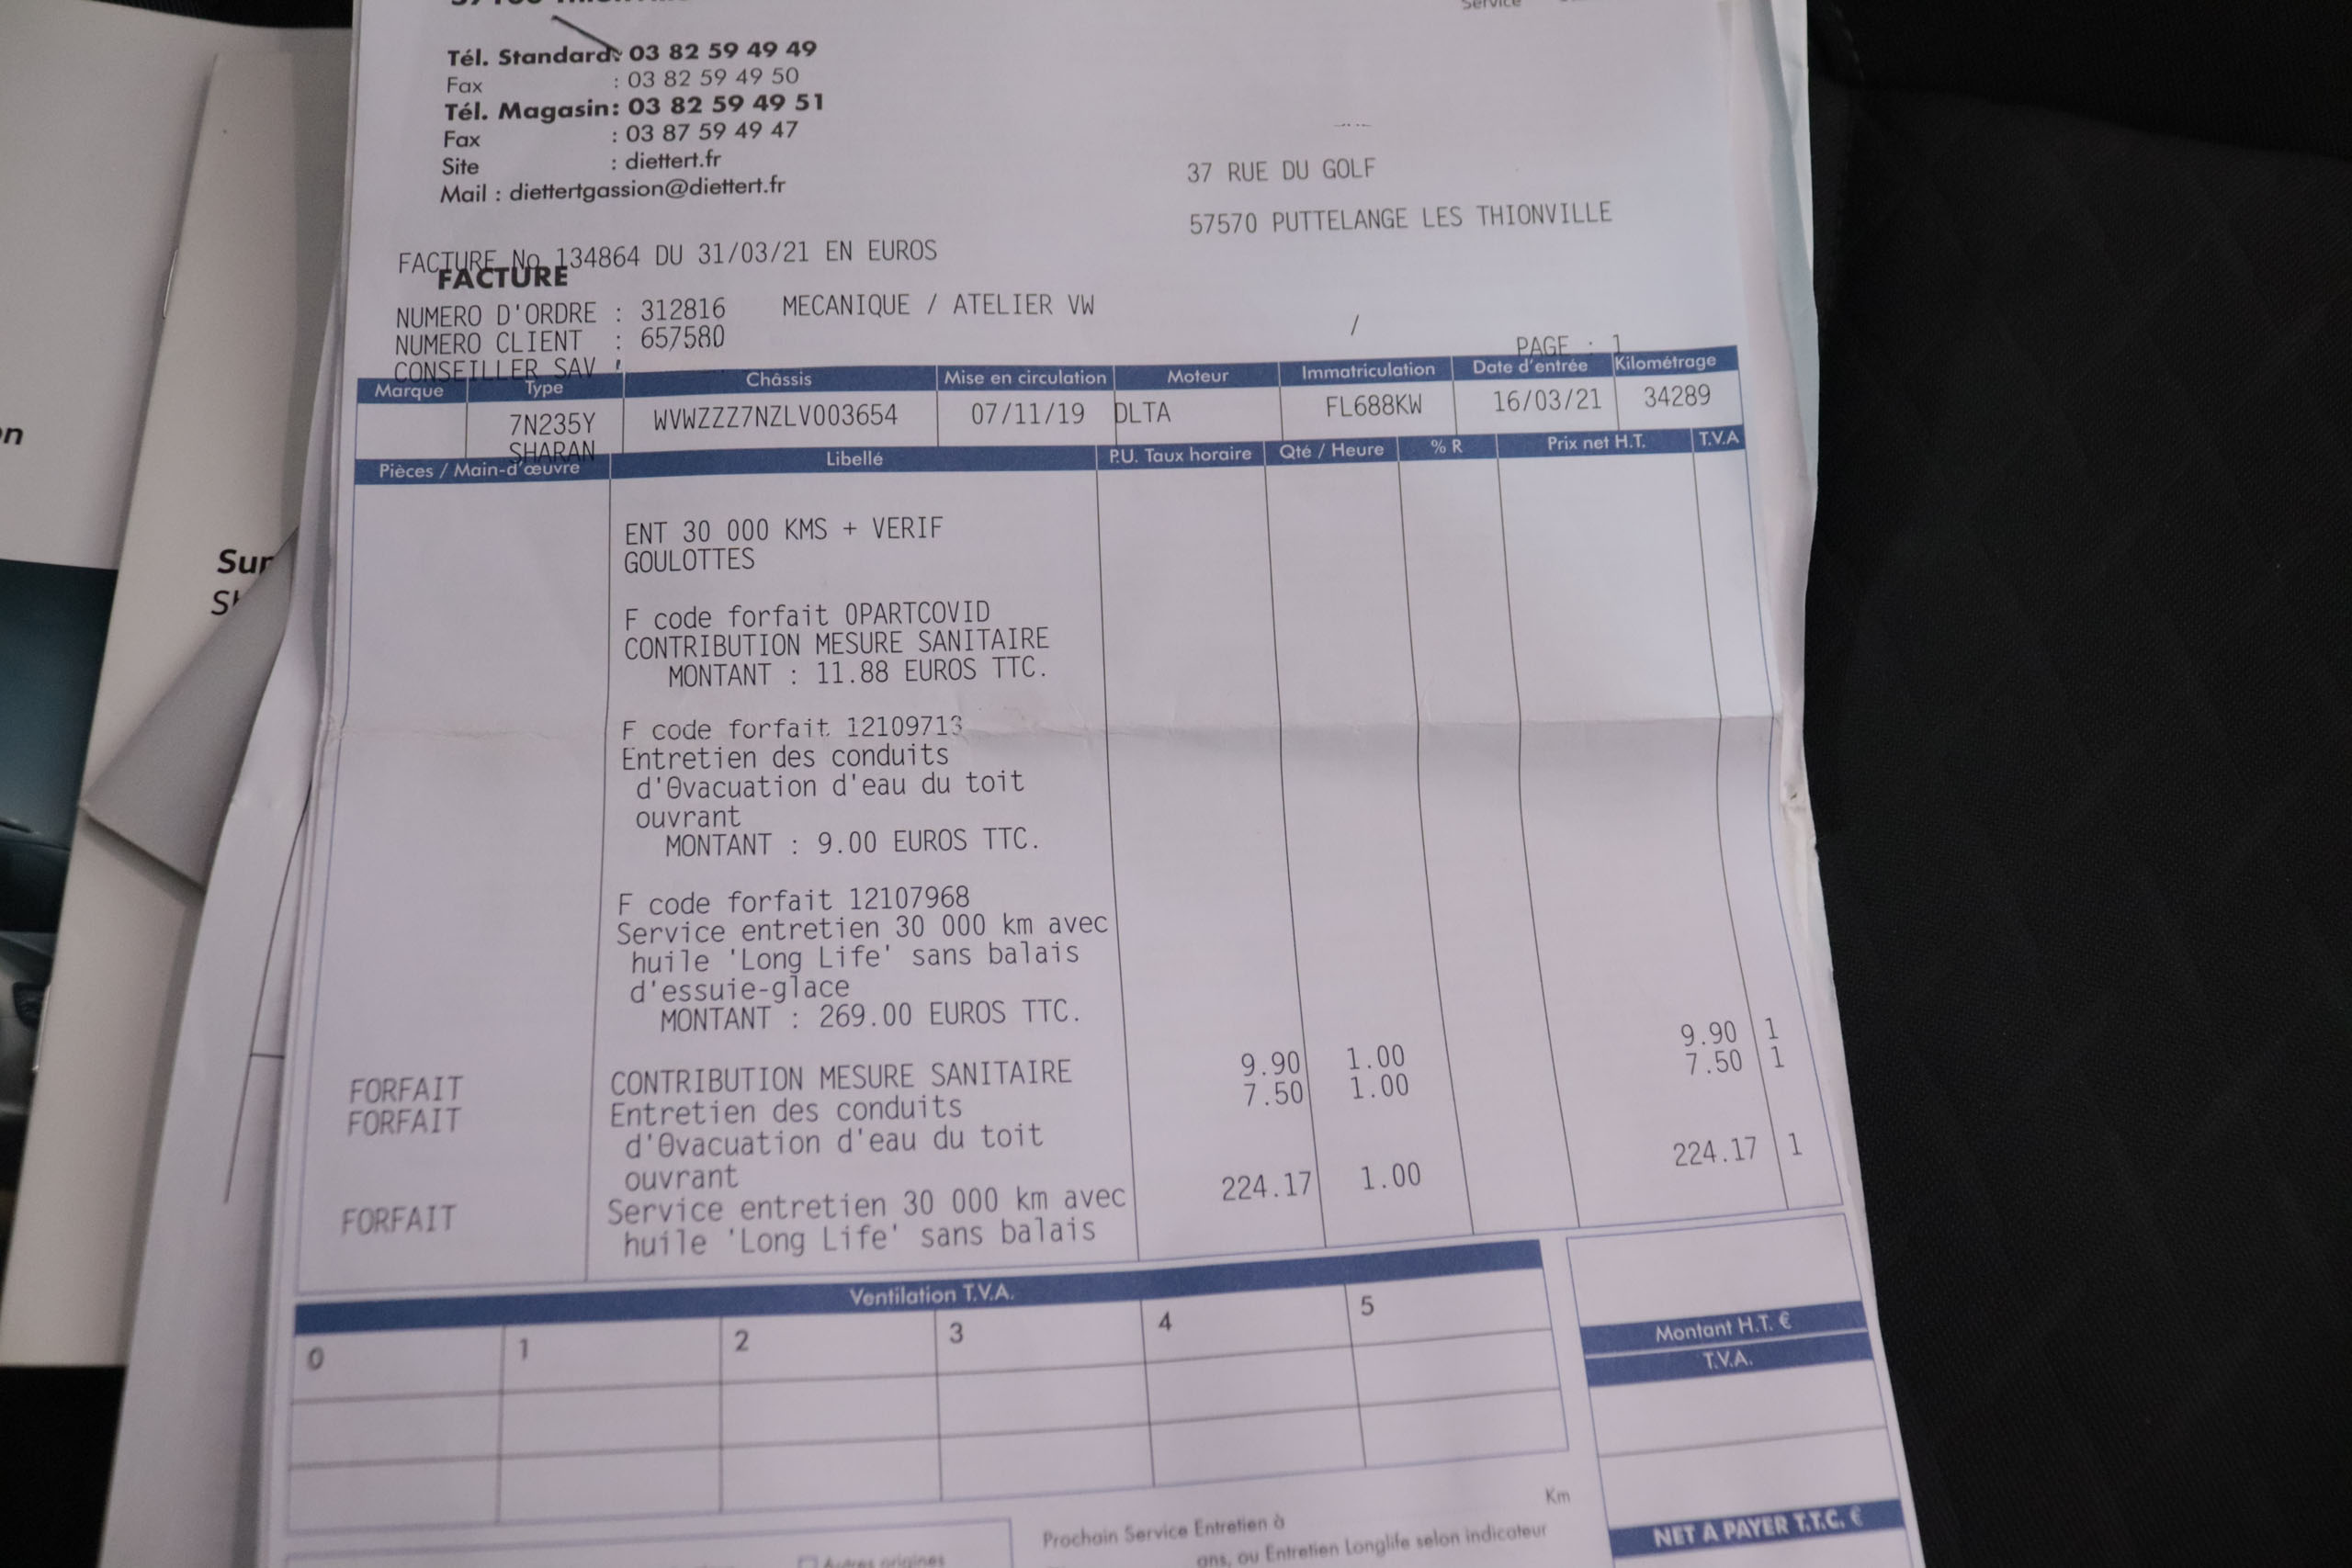 Service
Tél. Standard: 03 82 59 49 49
Fax : 03 82 59 49 50
Tél. Magasin: 03 82 59 49 51
Fax : 03 87 59 49 47
Site : diettert.fr
Mail : diettertgassion@diettert.fr
37 RUE DU GOLF
57570 PUTTELANGE LES THIONVILLE
FACTURE No 134864 DU 31/03/21 EN EUROS
FACTURE
NUMERO D'ORDRE : 312816 MECANIQUE / ATELIER VW
NUMERO CLIENT : 657580 /
CONSEILLER SAV PAGE : 1
Marque Type Châssis Mise en circulation Moteur Immatriculation Date d'entrée Kilométrage
7N235Y WVWZZZ7NZLV003654 07/11/19 DLTA FL688KW 16/03/21 34289
SHARAN
Pièces / Main-d'œuvre Libellé P.U. Taux horaire Qté / Heure % R Prix net H.T. T.V.A
ENT 30 000 KMS + VERIF
GOULOTTES
F code forfait 0PARTCOVID
CONTRIBUTION MESURE SANITAIRE
MONTANT : 11.88 EUROS TTC.
F code forfait 12109713
Entretien des conduits
d'Θvacuation d'eau du toit
ouvrant
MONTANT : 9.00 EUROS TTC.
F code forfait 12107968
Service entretien 30 000 km avec
huile 'Long Life' sans balais
d'essuie-glace
MONTANT : 269.00 EUROS TTC.
FORFAIT CONTRIBUTION MESURE SANITAIRE 9.90 1.00 9.90 1
FORFAIT Entretien des conduits 7.50 1.00 7.50 1
d'Θvacuation d'eau du toit
ouvrant
FORFAIT Service entretien 30 000 km avec 224.17 1.00 224.17 1
huile 'Long Life' sans balais
Ventilation T.V.A.
0 1 2 3 4 5
Montant H.T. €
T.V.A.
NET A PAYER T.T.C. €
Km
Prochain Service Entretien à
ans, ou Entretien Longlife selon indicateur
Autres origines
Sur